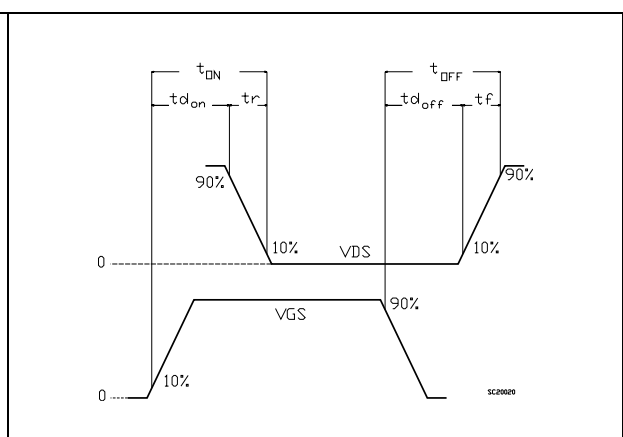 tON tOFF
tdon tr tdoff tf
90% 90%
10% 10%
VDS
0
90%
VGS
10%
0
SC20020